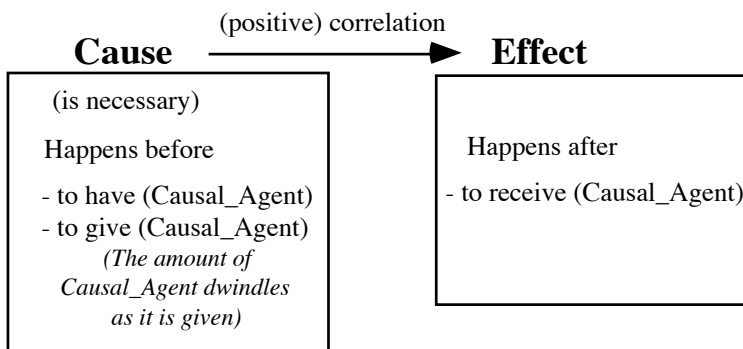 (positive) correlation
Cause
Effect
(is necessary)
Happens before
- to have (Causal_Agent)
- to give (Causal_Agent)
(The amount of
Causal_Agent dwindles
as it is given)
Happens after
- to receive (Causal_Agent)